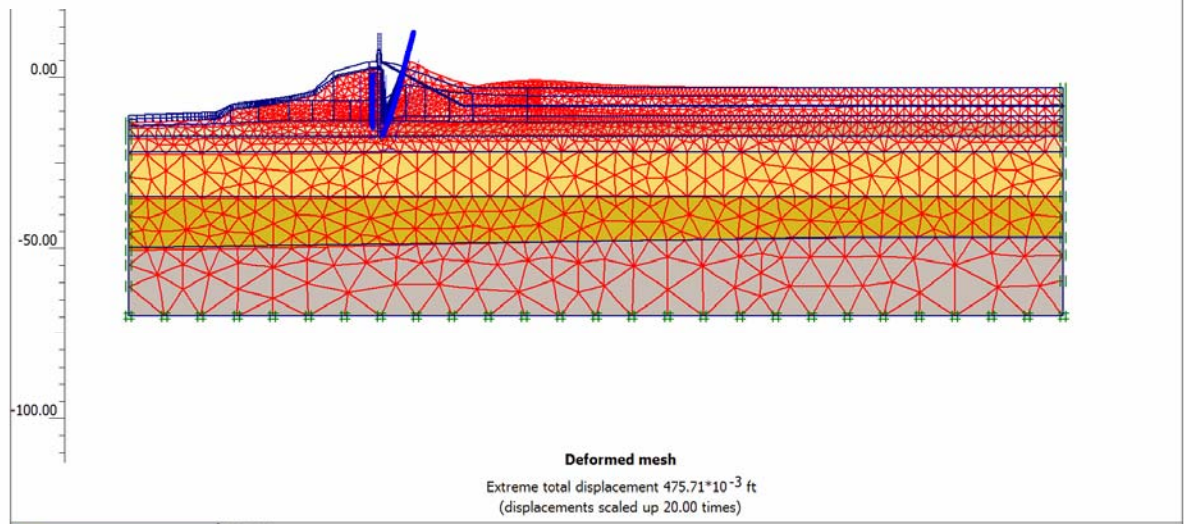 0.00
-50.00
-100.00
Deformed mesh
Extreme total displacement 475.71*10⁻³ ft
(displacements scaled up 20.00 times)